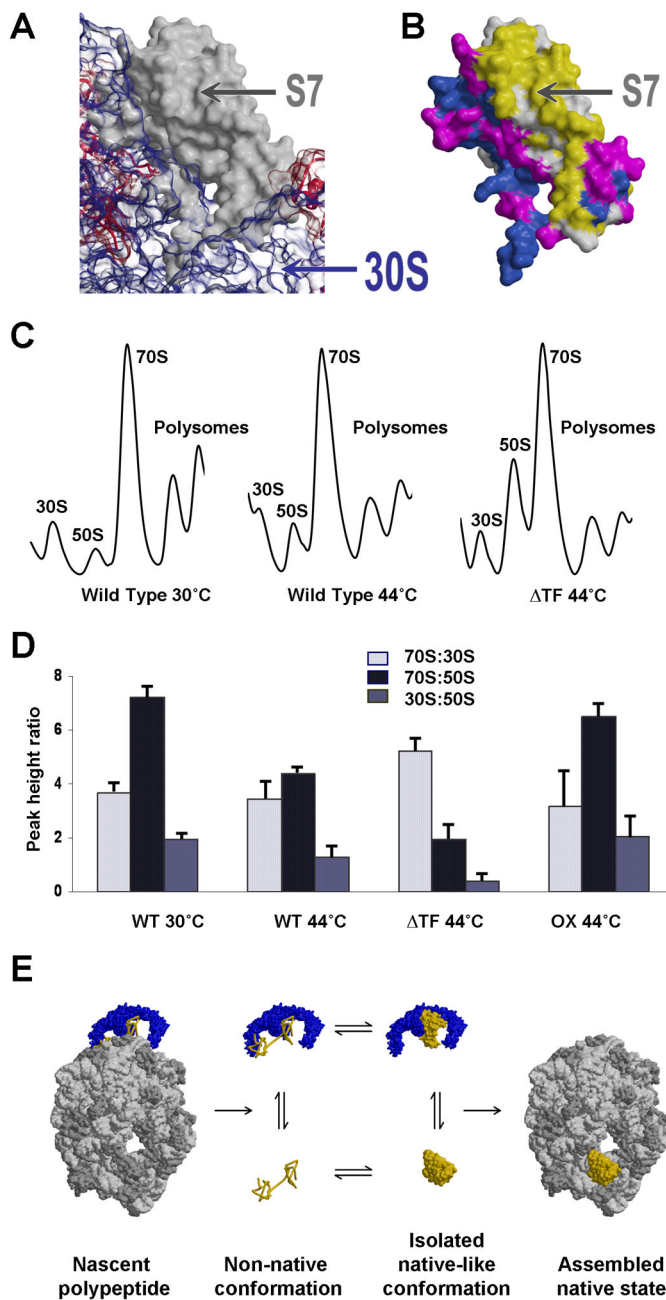 A
S7
30S
B
S7
C
70S
Polysomes
30S
50S
Wild Type 30°C
70S
Polysomes
30S
50S
Wild Type 44°C
70S
Polysomes
50S
30S
ΔTF 44°C
D
70S:30S
70S:50S
30S:50S
Peak height ratio
8
6
4
2
0
WT 30°C
WT 44°C
ΔTF 44°C
OX 44°C
E
Nascent
polypeptide
Non-native
conformation
Isolated
native-like
conformation
Assembled
native state